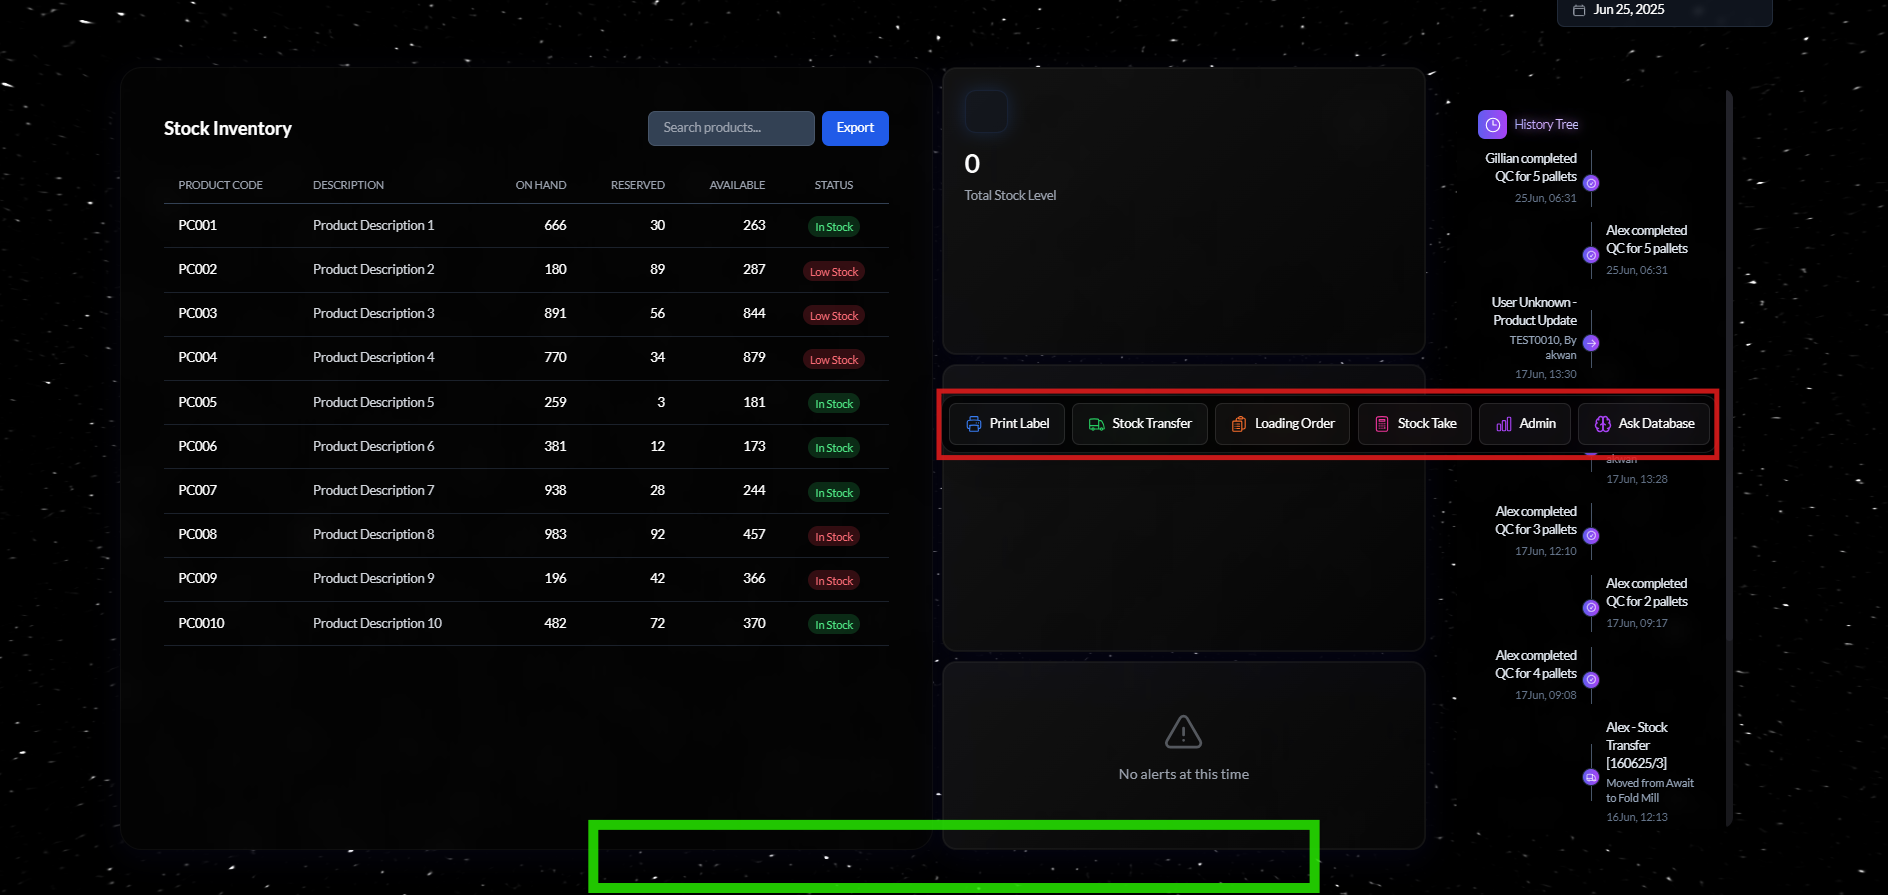 Jun 25, 2025
Stock Inventory
Search products...
Export
PRODUCT CODE DESCRIPTION ON HAND RESERVED AVAILABLE STATUS
PC001 Product Description 1 666 30 263 In Stock
PC002 Product Description 2 180 89 287 Low Stock
PC003 Product Description 3 891 56 844 Low Stock
PC004 Product Description 4 770 34 879 Low Stock
PC005 Product Description 5 259 3 181 In Stock
PC006 Product Description 6 381 12 173 In Stock
PC007 Product Description 7 938 28 244 In Stock
PC008 Product Description 8 983 92 457 In Stock
PC009 Product Description 9 196 42 366 In Stock
PC0010 Product Description 10 482 72 370 In Stock
0
Total Stock Level
Print Label Stock Transfer Loading Order Stock Take Admin Ask Database
No alerts at this time
History Tree
Gillian completed
QC for 5 pallets
25Jun, 06:31
Alex completed
QC for 5 pallets
25Jun, 06:31
User Unknown -
Product Update
TEST0010, By
akwan
17Jun, 13:30
akwan
17Jun, 13:28
Alex completed
QC for 3 pallets
17Jun, 12:10
Alex completed
QC for 2 pallets
17Jun, 09:17
Alex completed
QC for 4 pallets
17Jun, 09:08
Alex - Stock
Transfer
[160625/3]
Moved from Await
to Fold Mill
16Jun, 12:13